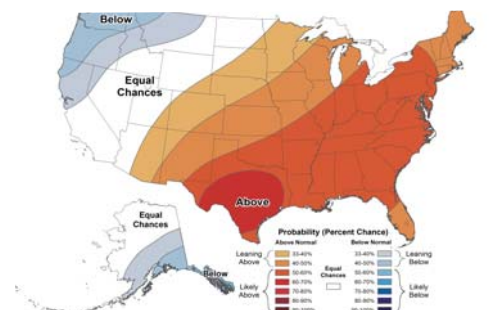 Below
Equal
Chances
Above
Equal
Chances
Below
Probability (Percent Chance)
Above Normal
Below Normal
Leaning
Above
33-40%
40-50%
50-60%
60-70%
70-80%
80-90%
Likely
Above
Equal
Chances
33-40%
40-50%
50-60%
60-70%
70-80%
80-90%
Leaning
Below
Likely
Below